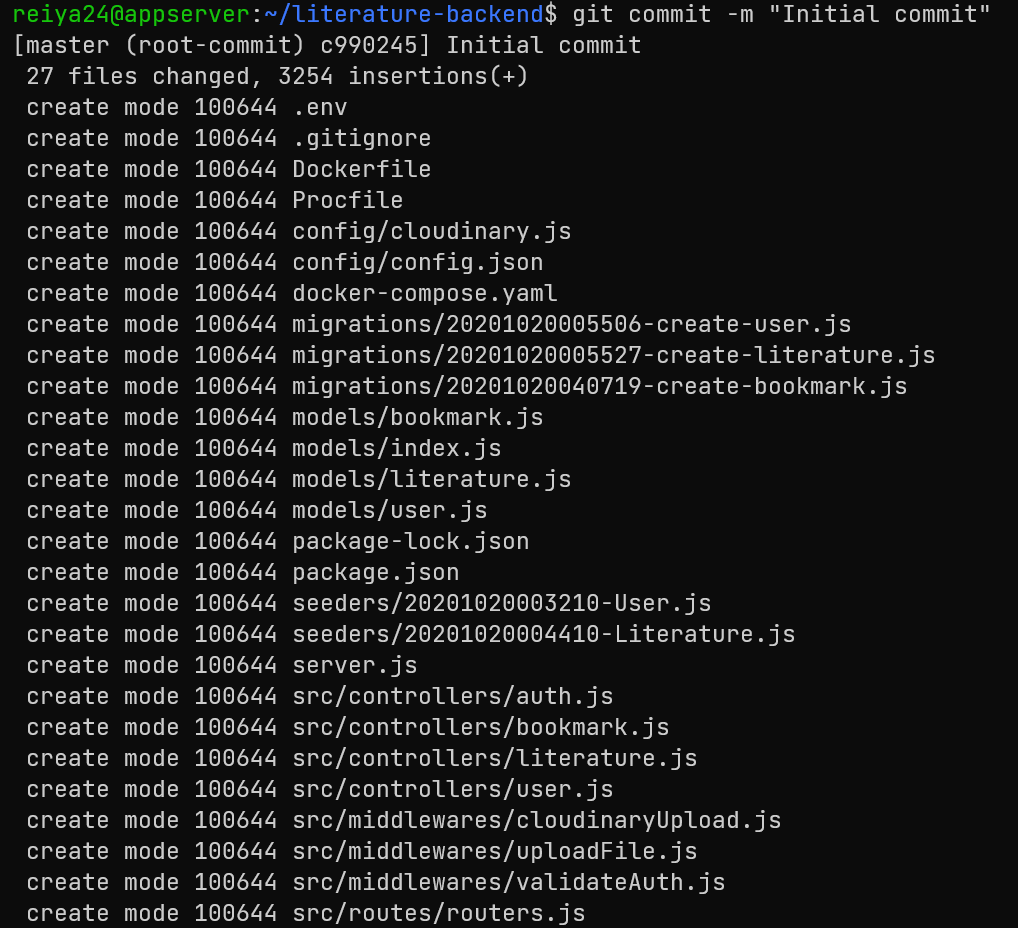 reiya24@appserver:~/literature-backend$ git commit -m "Initial commit"
[master (root-commit) c990245] Initial commit
 27 files changed, 3254 insertions(+)
 create mode 100644 .env
 create mode 100644 .gitignore
 create mode 100644 Dockerfile
 create mode 100644 Procfile
 create mode 100644 config/cloudinary.js
 create mode 100644 config/config.json
 create mode 100644 docker-compose.yaml
 create mode 100644 migrations/20201020005506-create-user.js
 create mode 100644 migrations/20201020005527-create-literature.js
 create mode 100644 migrations/20201020040719-create-bookmark.js
 create mode 100644 models/bookmark.js
 create mode 100644 models/index.js
 create mode 100644 models/literature.js
 create mode 100644 models/user.js
 create mode 100644 package-lock.json
 create mode 100644 package.json
 create mode 100644 seeders/20201020003210-User.js
 create mode 100644 seeders/20201020004410-Literature.js
 create mode 100644 server.js
 create mode 100644 src/controllers/auth.js
 create mode 100644 src/controllers/bookmark.js
 create mode 100644 src/controllers/literature.js
 create mode 100644 src/controllers/user.js
 create mode 100644 src/middlewares/cloudinaryUpload.js
 create mode 100644 src/middlewares/uploadFile.js
 create mode 100644 src/middlewares/validateAuth.js
 create mode 100644 src/routes/routers.js